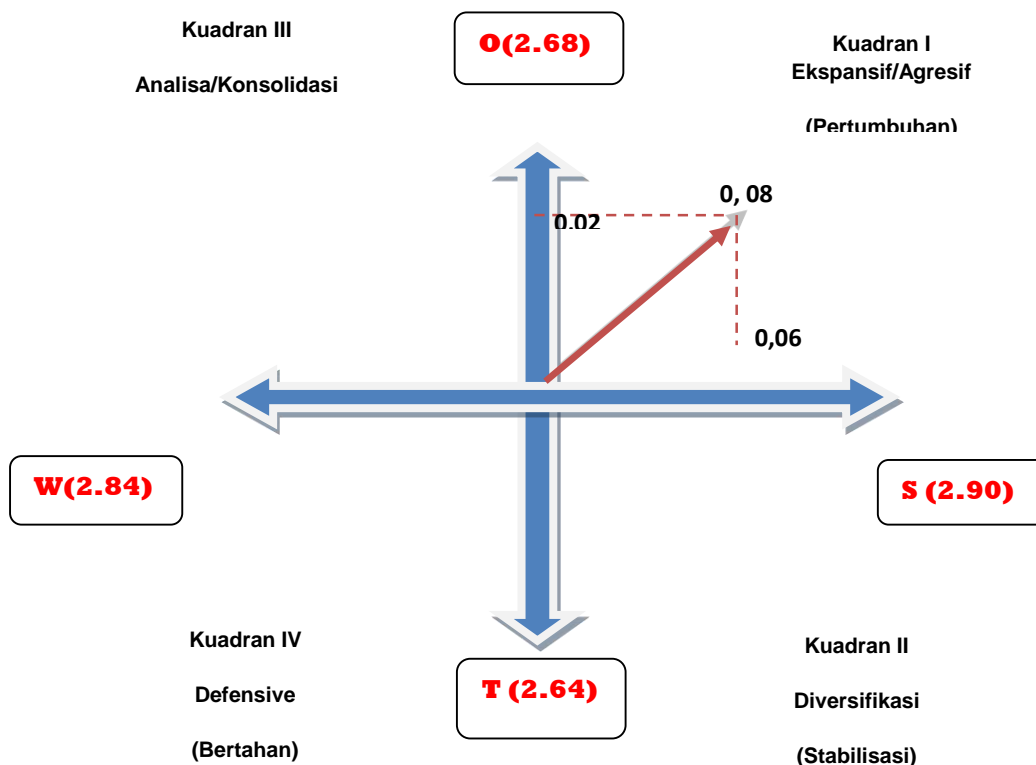 Kuadran III
Analisa/Konsolidasi
O(2.68)
Kuadran I
Ekspansif/Agresif
(Pertumbuhan)
0, 08
0.02
0,06
W(2.84)
S (2.90)
Kuadran IV
Defensive
(Bertahan)
T (2.64)
Kuadran II
Diversifikasi
(Stabilisasi)